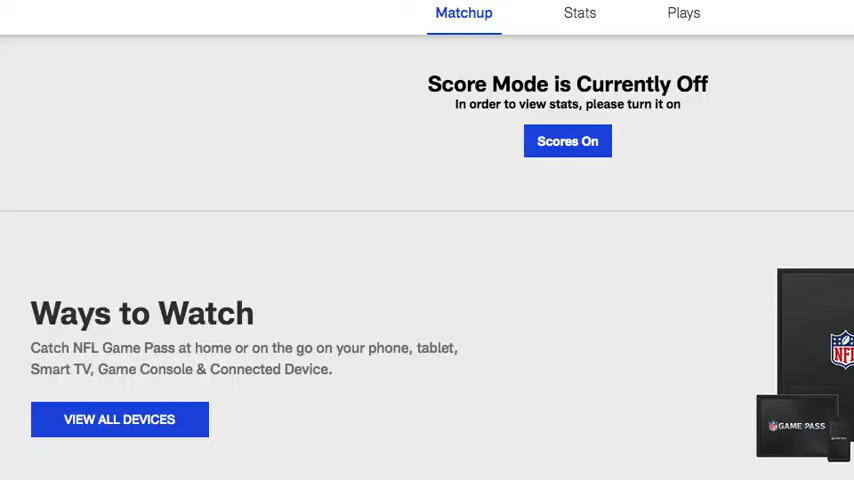 Matchup
Stats
Plays
Score Mode is Currently Off
In order to view stats, please turn it on
Scores On
Ways to Watch
Catch NFL Game Pass at home or on the go on your phone, tablet,
Smart TV, Game Console & Connected Device.
VIEW ALL DEVICES
NFL
GAME PASS